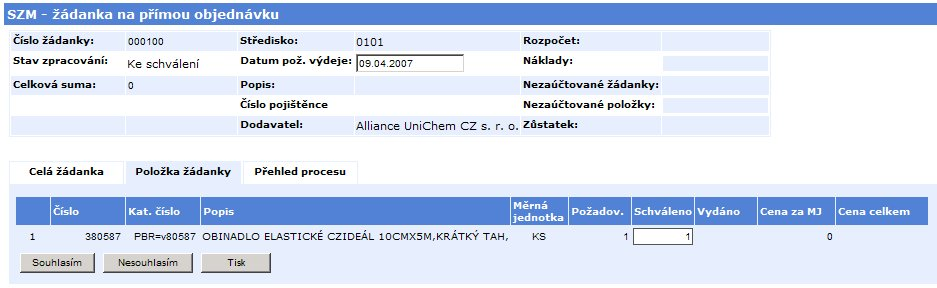 SZM - žádanka na přímou objednávku
Číslo žádanky: 000100 Středisko: 0101 Rozpočet:
Stav zpracování: Ke schválení Datum pož. výdeje: 09.04.2007 Náklady:
Celková suma: 0 Popis: Nezaúčtované žádanky:
Číslo pojištěnce Nezaúčtované položky:
Dodavatel: Alliance UniChem CZ s. r. o. Zůstatek:
Celá žádanka Položka žádanky Přehled procesu
Číslo Kat. číslo Popis Měrná jednotka Požadov. Schváleno Vydáno Cena za MJ Cena celkem
1 380587 PBR=v80587 OBINADLO ELASTICKÉ CZIDEÁL 10CMX5M,KRÁTKÝ TAH, KS 1 1 0
Souhlasím Nesouhlasím Tisk